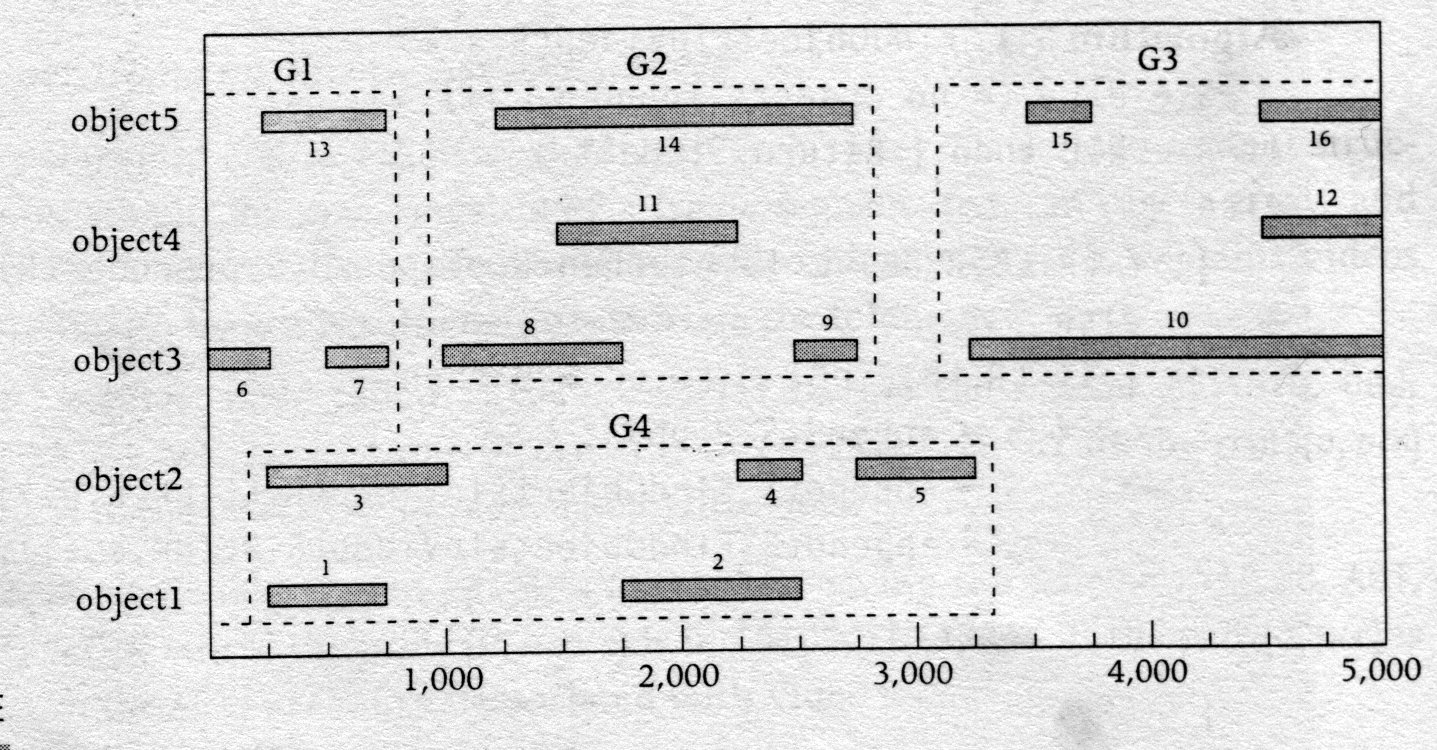 G1 G2 G3
object5
13 14 15 16
11 12
object4
8 9 10
object3
6 7
G4
object2
3 4 5
1 2
object1
1,000 2,000 3,000 4,000 5,000